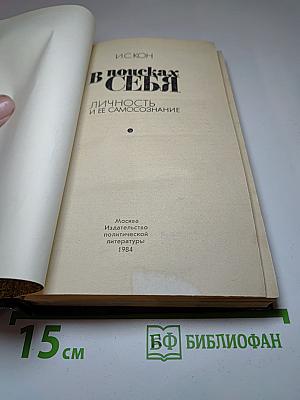 И.С.КОН
В поисках
СЕБЯ
ЛИЧНОСТЬ
И ЕЕ САМОСОЗНАНИЕ
Москва
Издательство
политической
литературы
1984
15 см
БФ БИБЛИОФАН